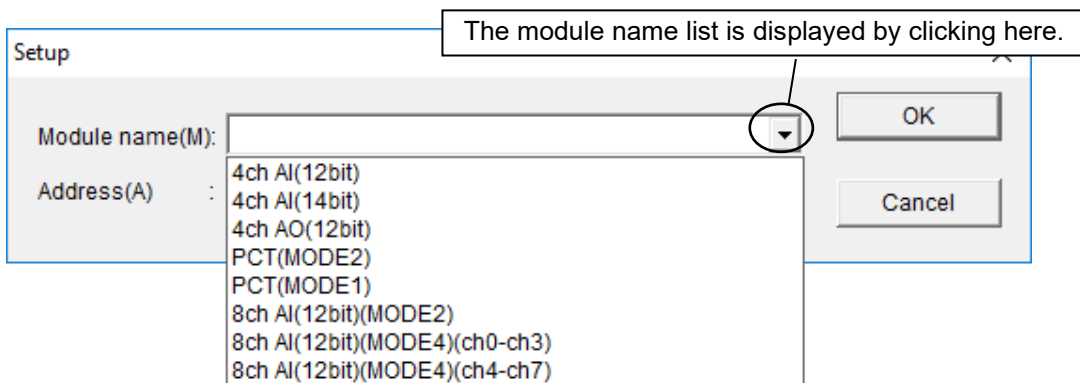 The module name list is displayed by clicking here.
Setup
Module name(M):
OK
Address(A) :
Cancel
4ch AI(12bit)
4ch AI(14bit)
4ch AO(12bit)
PCT(MODE2)
PCT(MODE1)
8ch AI(12bit)(MODE2)
8ch AI(12bit)(MODE4)(ch0-ch3)
8ch AI(12bit)(MODE4)(ch4-ch7)